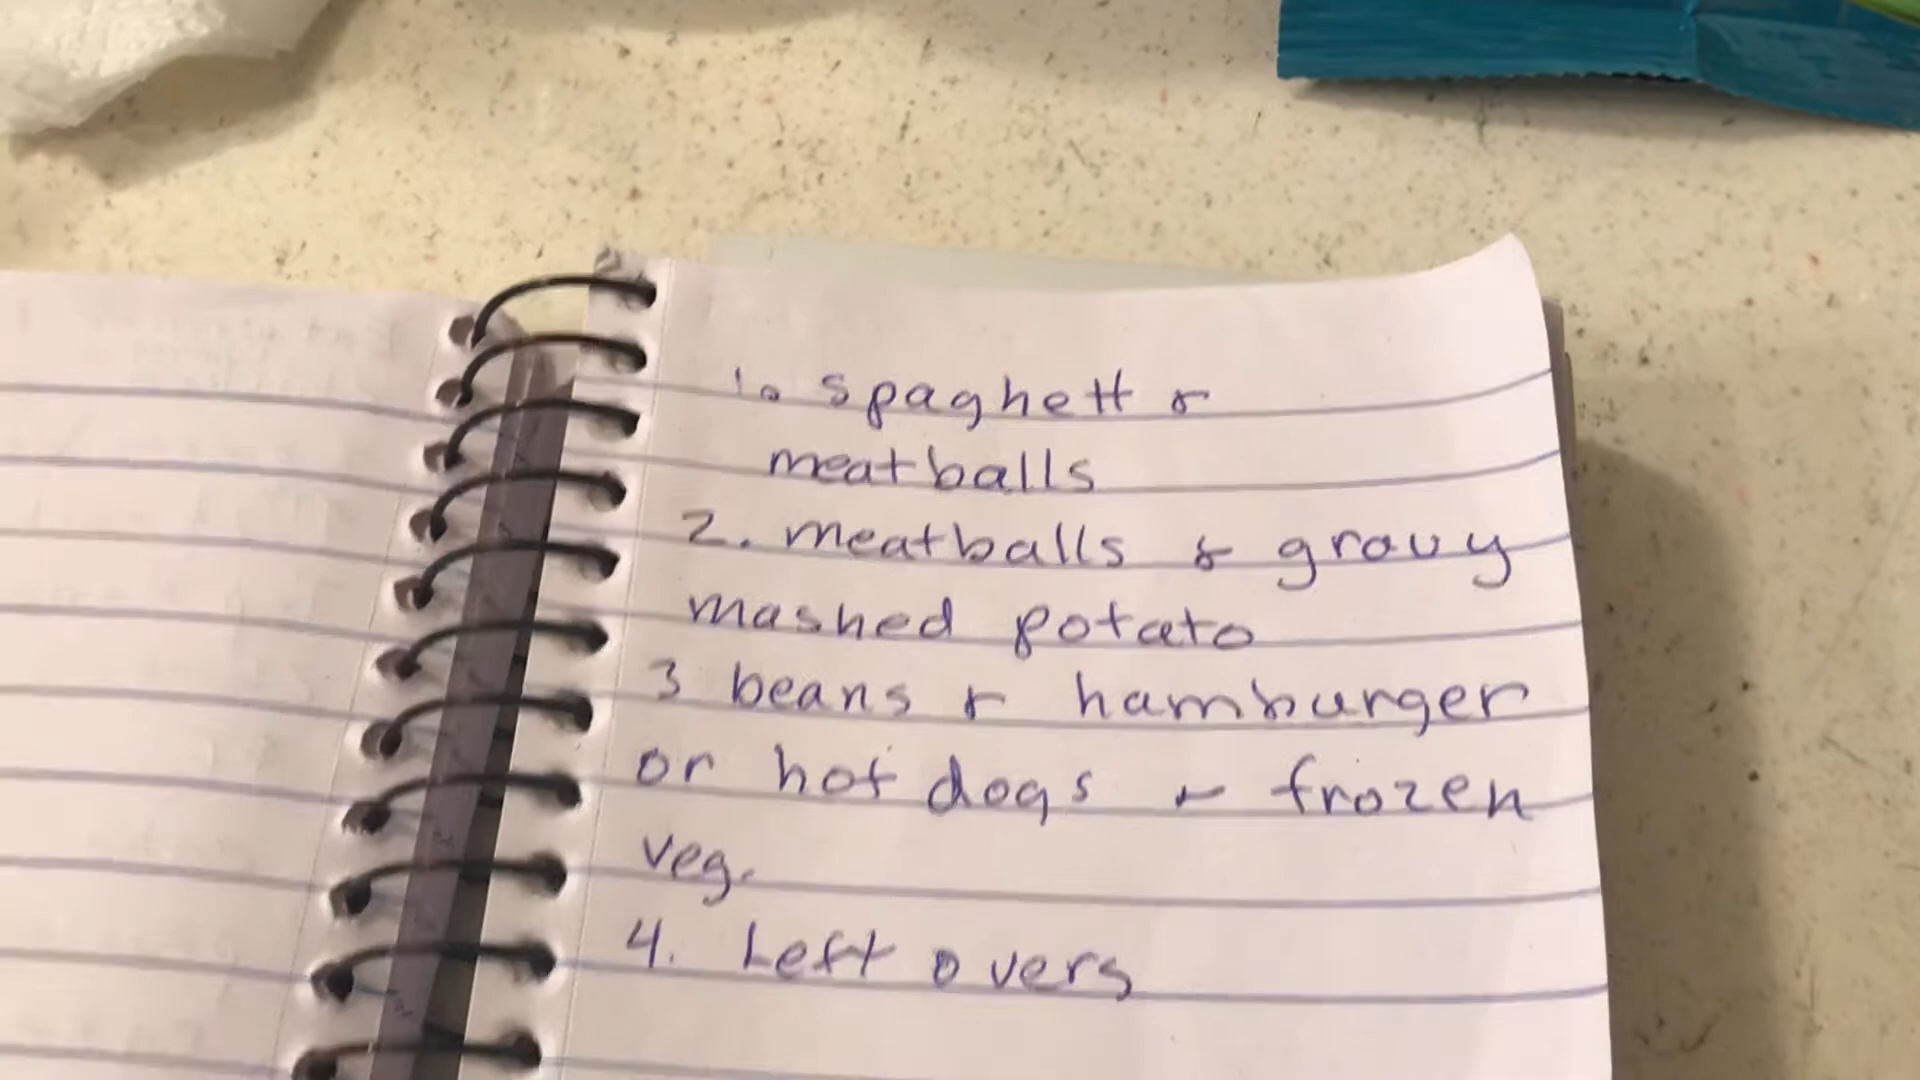 1. spaghett &
meatballs
2. meatballs & gravy
mashed potato
3 beans & hamburger
or hot dogs & frozen
veg.
4. Left overs